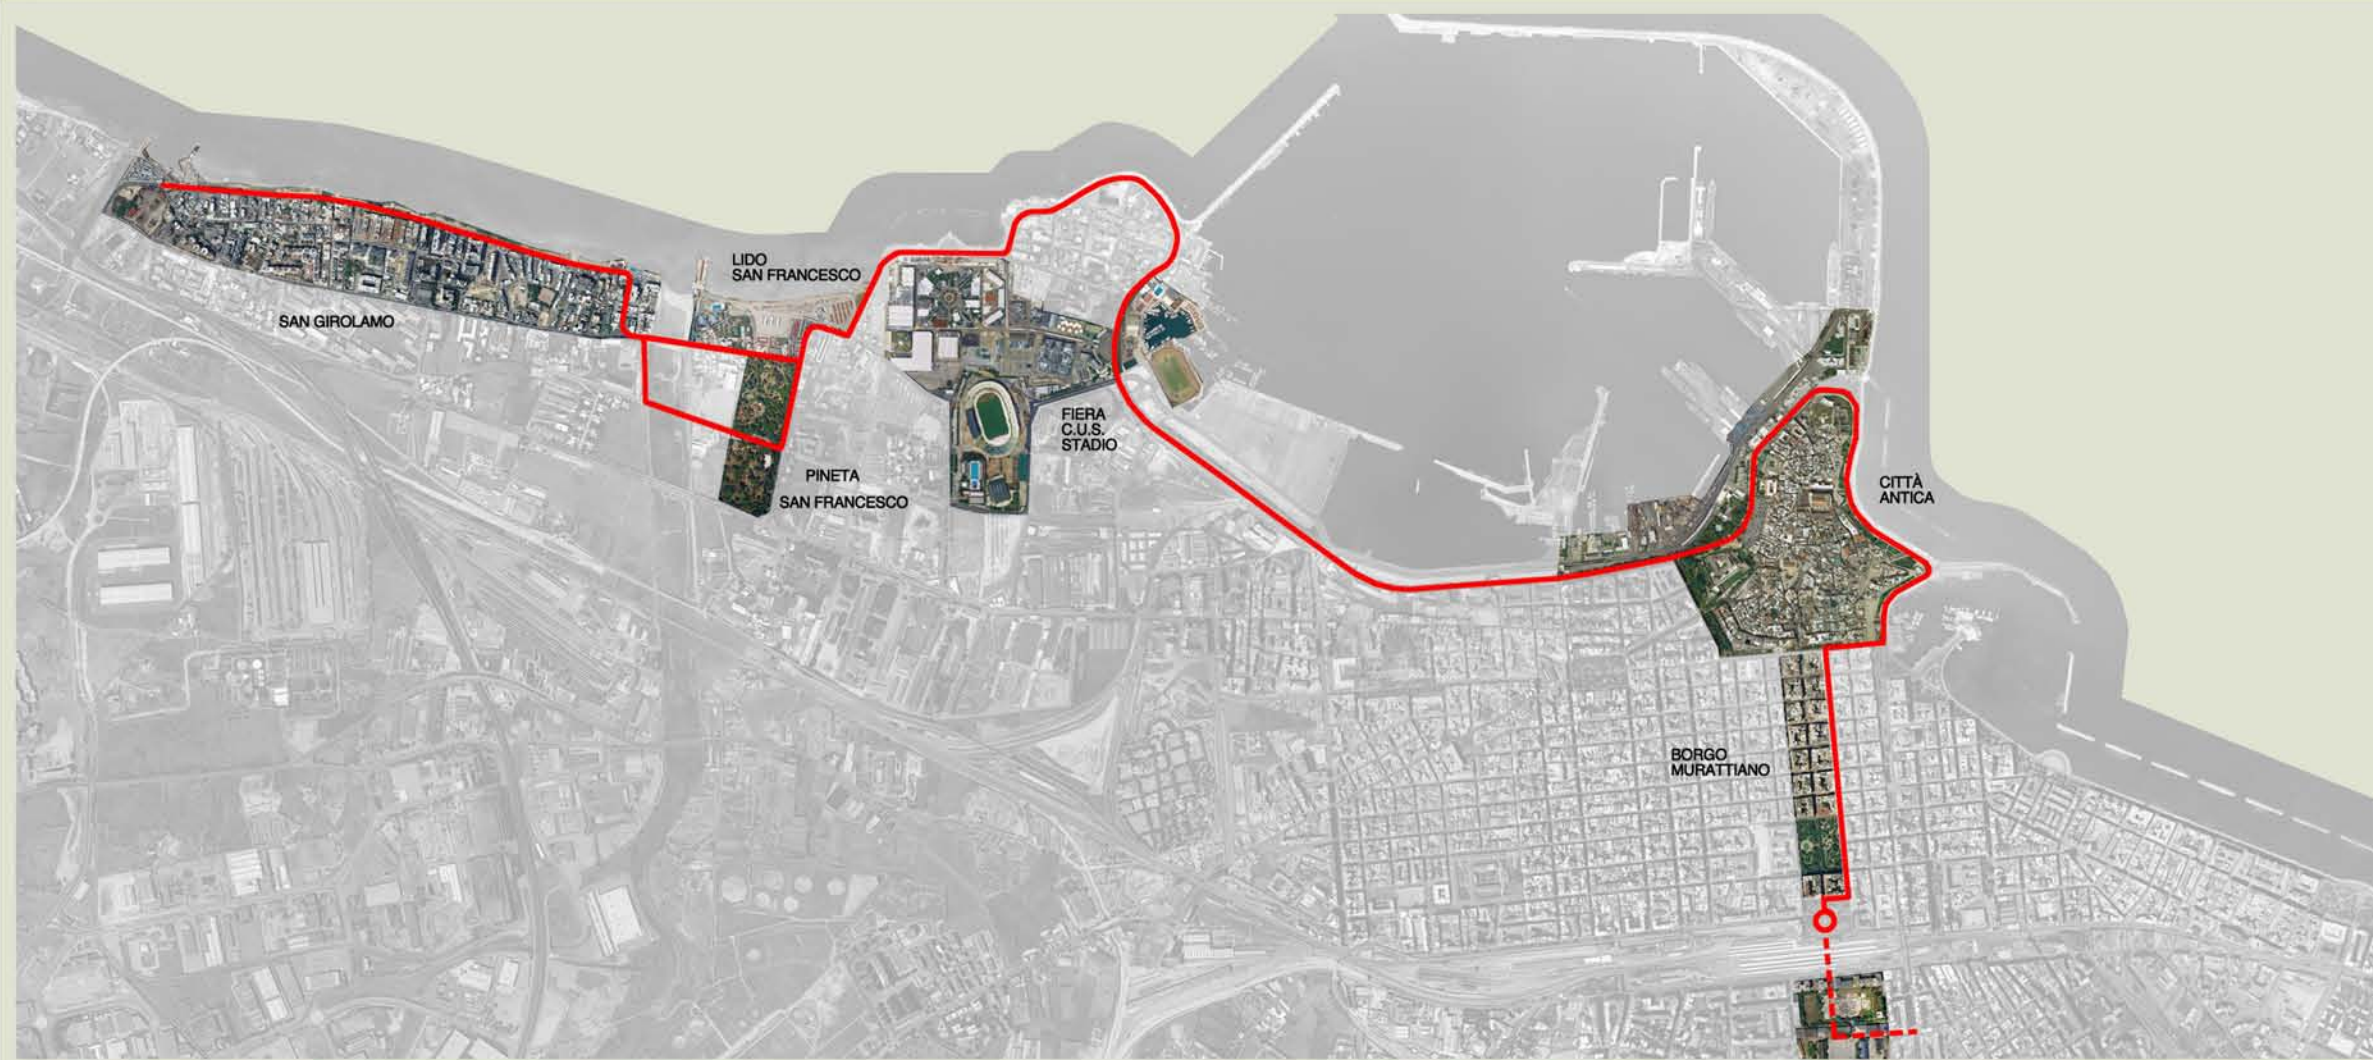 LIDO
SAN FRANCESCO
SAN GIROLAMO
FIERA
C.U.S.
STADIO
PINETA
SAN FRANCESCO
CITTÀ
ANTICA
BORGO
MURATTIANO